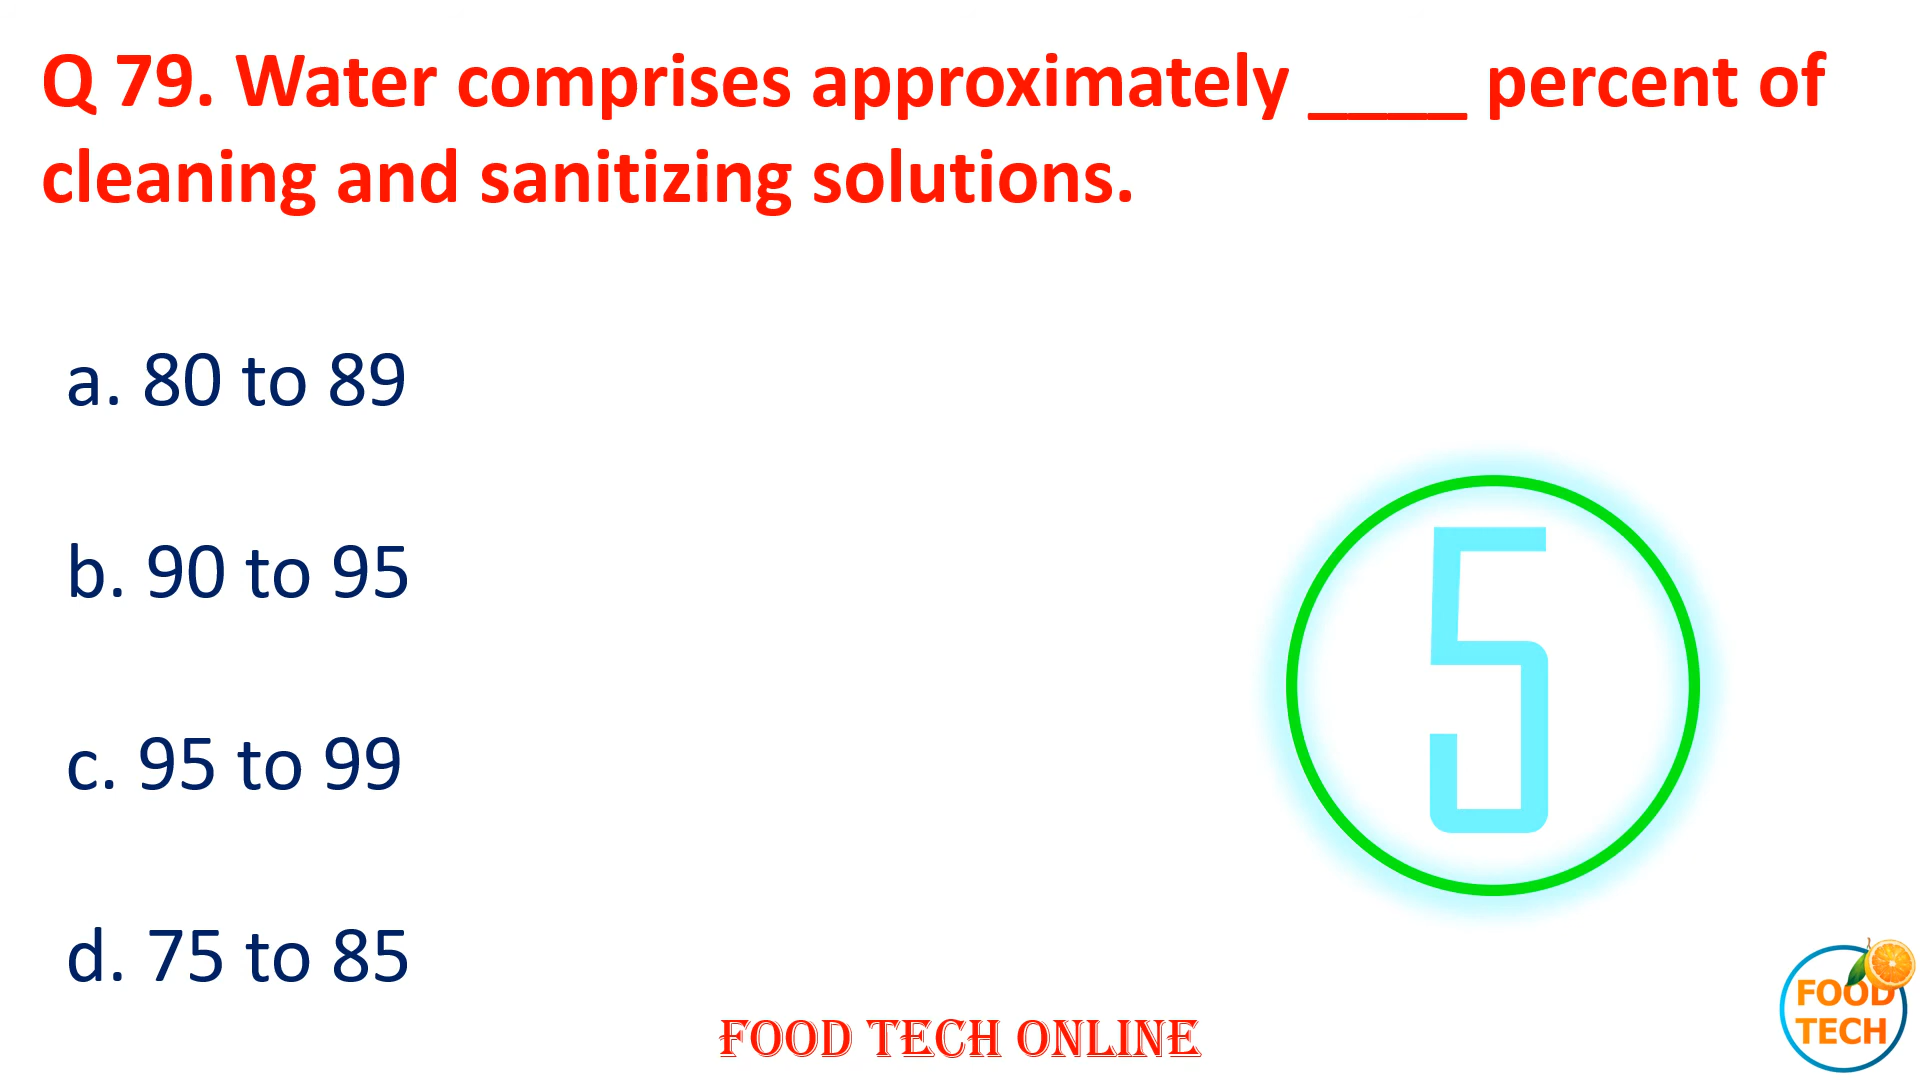 Q 79. Water comprises approximately ____ percent of
cleaning and sanitizing solutions.
a. 80 to 89
b. 90 to 95
c. 95 to 99
d. 75 to 85
5
FOOD TECH ONLINE
FOOD
TECH